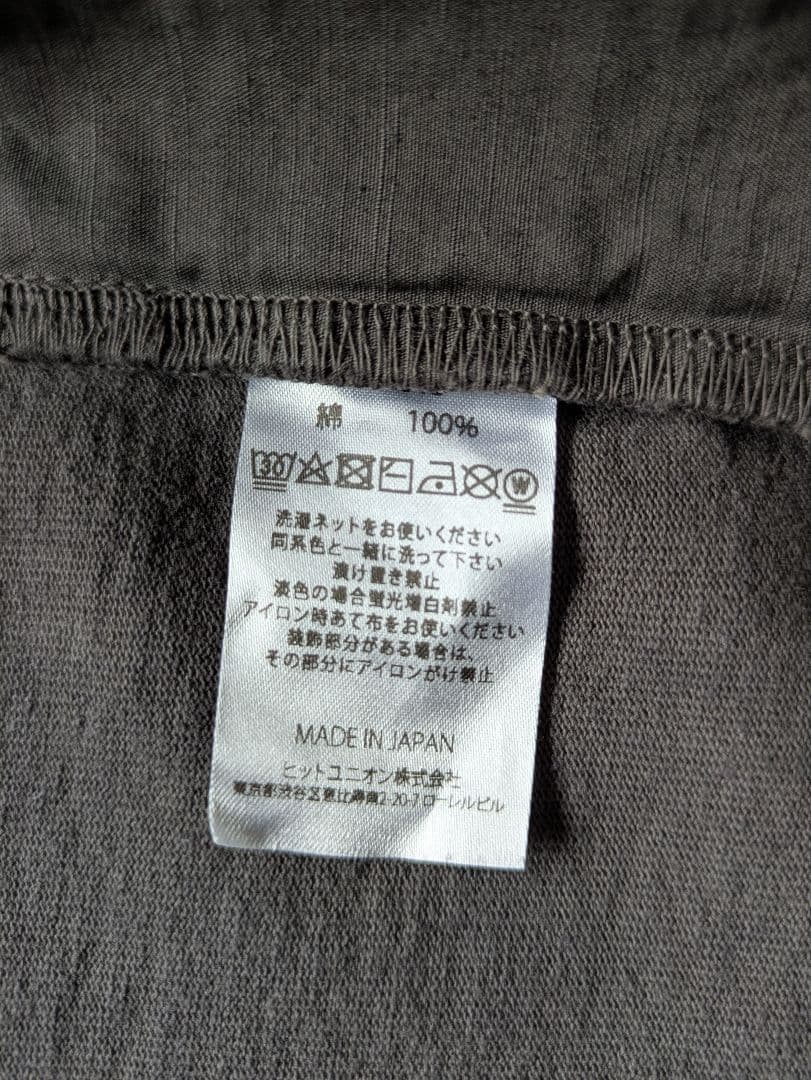 綿 100%
30 W
洗濯ネットをお使いください
同系色と一緒に洗って下さい
漬け置き禁止
淡色の場合蛍光増白剤禁止
アイロン時あて布をお使いください
装飾部分がある場合は、
その部分にアイロンがけ禁止
MADE IN JAPAN
ヒットユニオン株式会社
東京都渋谷区恵比寿南2-20-7ローレルビル